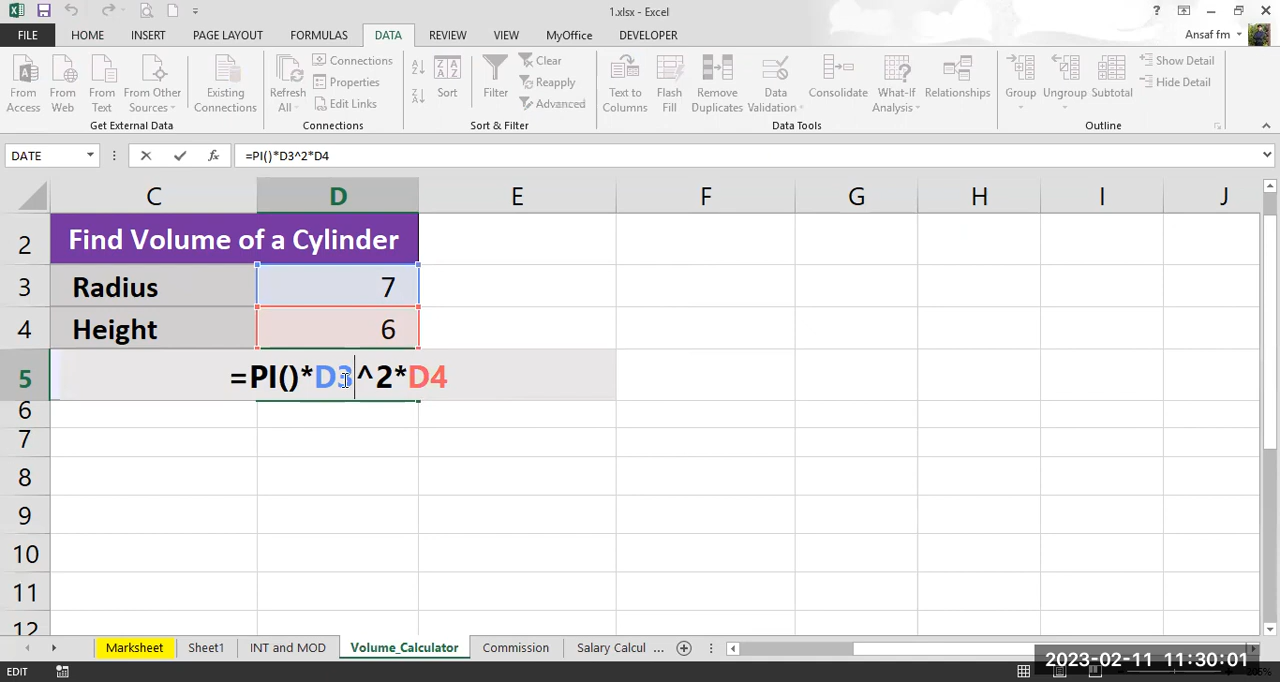 1.xlsx - Excel
?
FILE HOME INSERT PAGE LAYOUT FORMULAS DATA REVIEW VIEW MyOffice DEVELOPER Ansaf fm
From Access
From Web
From Text
From Other Sources
Existing Connections
Get External Data
Refresh All
Connections
Properties
Edit Links
Connections
Sort
Filter
Clear
Reapply
Advanced
Sort & Filter
Text to Columns
Flash Fill
Remove Duplicates
Data Validation
Consolidate
What-If Analysis
Relationships
Data Tools
Group
Ungroup
Subtotal
Show Detail
Hide Detail
Outline
DATE fx =PI()*D3^2*D4
C D E F G H I J
2 Find Volume of a Cylinder
3 Radius 7
4 Height 6
5 =PI()*D3^2*D4
6
7
8
9
10
11
12
Marksheet Sheet1 INT and MOD Volume_Calculator Commission Salary Calcul ...
EDIT
2023-02-11 11:30:01